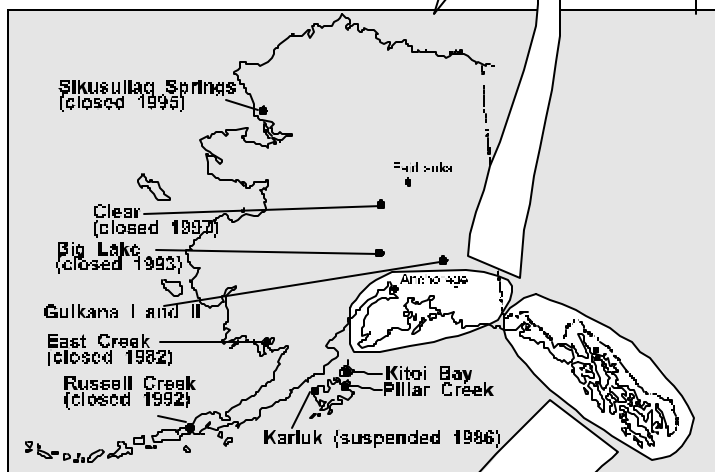 Sikusuilaq Springs
(closed 1995)
Fairbanks
Clear
(closed 1997)
Big Lake
(closed 1993)
Anchorage
Gulkana I and II
East Creek
(closed 1982)
Kitoi Bay
Russell Creek
(closed 1992)
Pillar Creek
Karluk (suspended 1986)